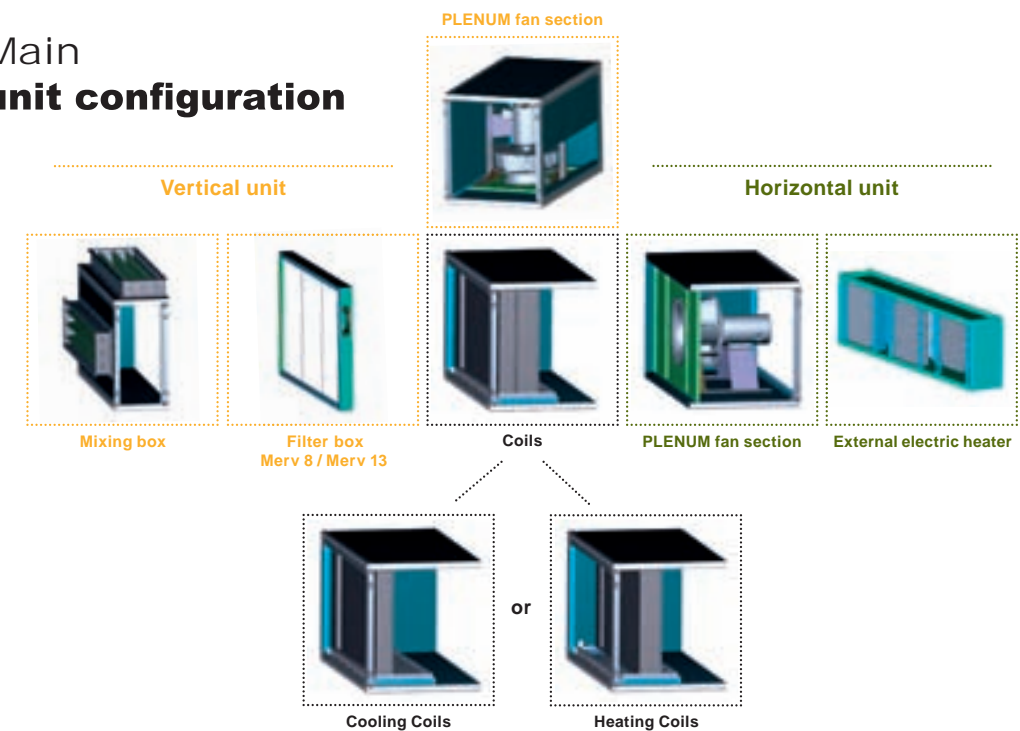 PLENUM fan section
Main
unit configuration
Vertical unit
Horizontal unit
Mixing box
Filter box
Merv 8 / Merv 13
Coils
PLENUM fan section
External electric heater
or
Cooling Coils
Heating Coils